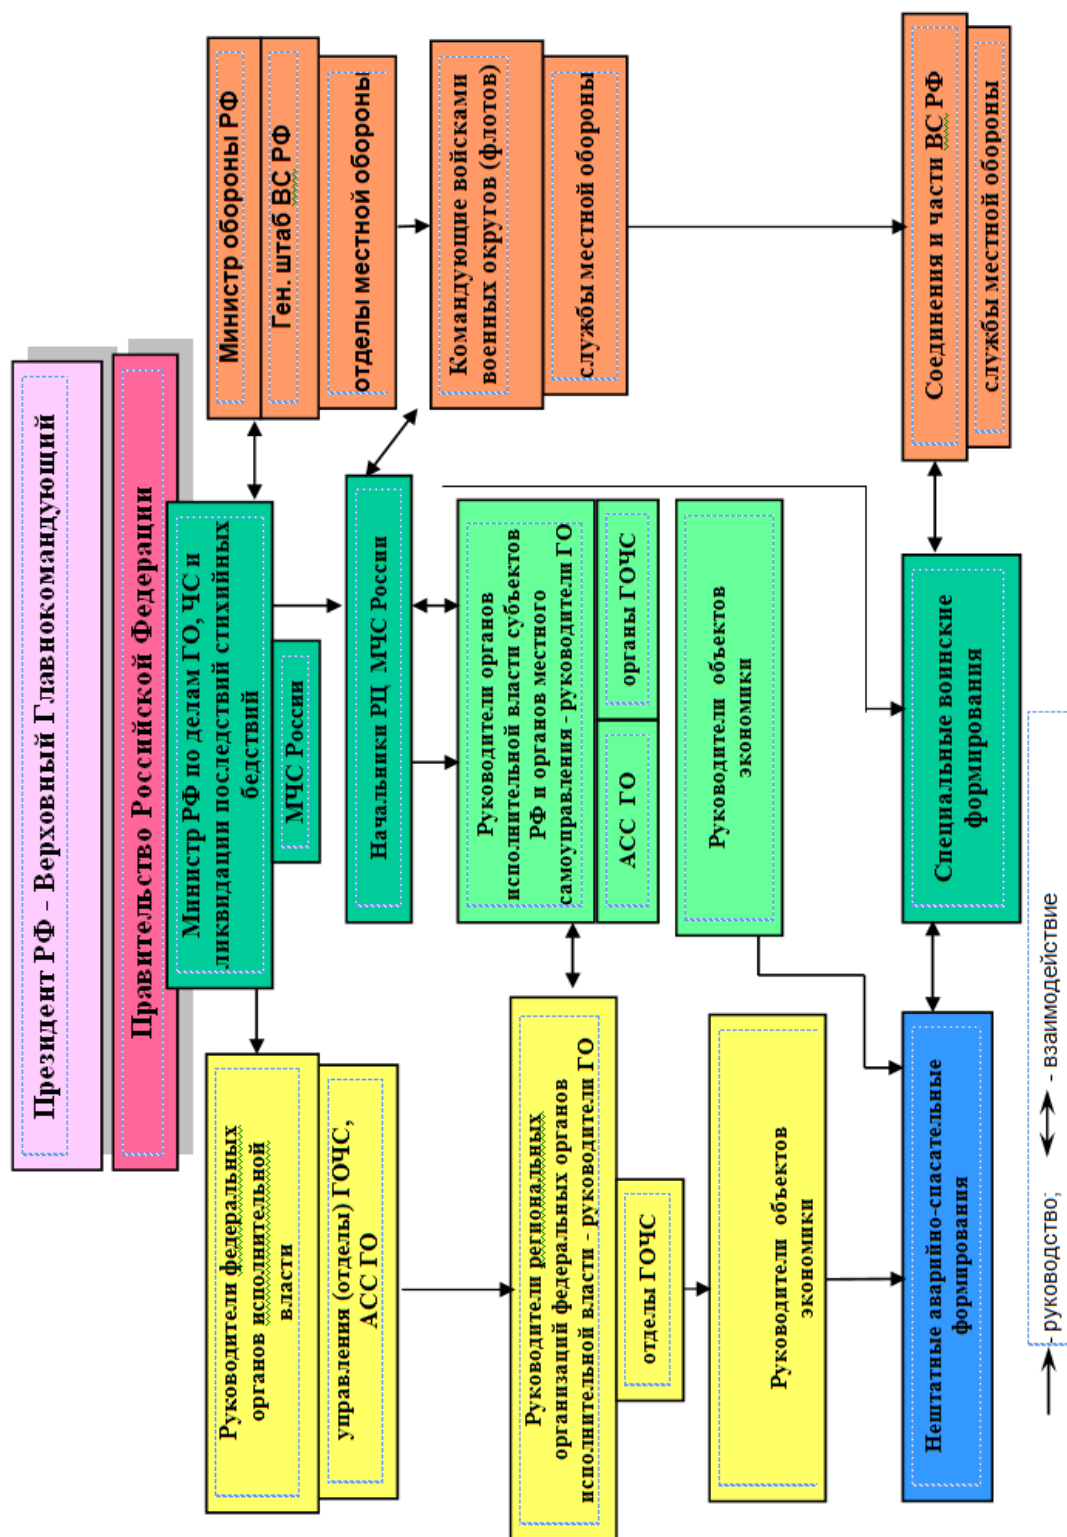 Президент РФ - Верховный Главнокомандующий
Правительство Российской Федерации
Министр РФ по делам ГО, ЧС и
ликвидации последствий стихийных
бедствий
МЧС России
Министр обороны РФ
Ген. штаб ВС РФ
отделы местной обороны
Руководители федеральных
органов исполнительной
власти
управления (отделы) ГОЧС,
АСС ГО
Начальники РЦ МЧС России
Командующие войсками
военных округов (флотов)
службы местной обороны
Руководители региональных
организаций федеральных органов
исполнительной власти - руководители ГО
отделы ГОЧС
Руководители органов
исполнительной власти субъектов
РФ и органов местного
самоуправления - руководители ГО
АСС ГО
органы ГОЧС
Руководители объектов
экономики
Руководители объектов
экономики
Нештатные аварийно-спасательные
формирования
Специальные воинские
формирования
Соединения и части ВС РФ
службы местной обороны
- руководство; - взаимодействие